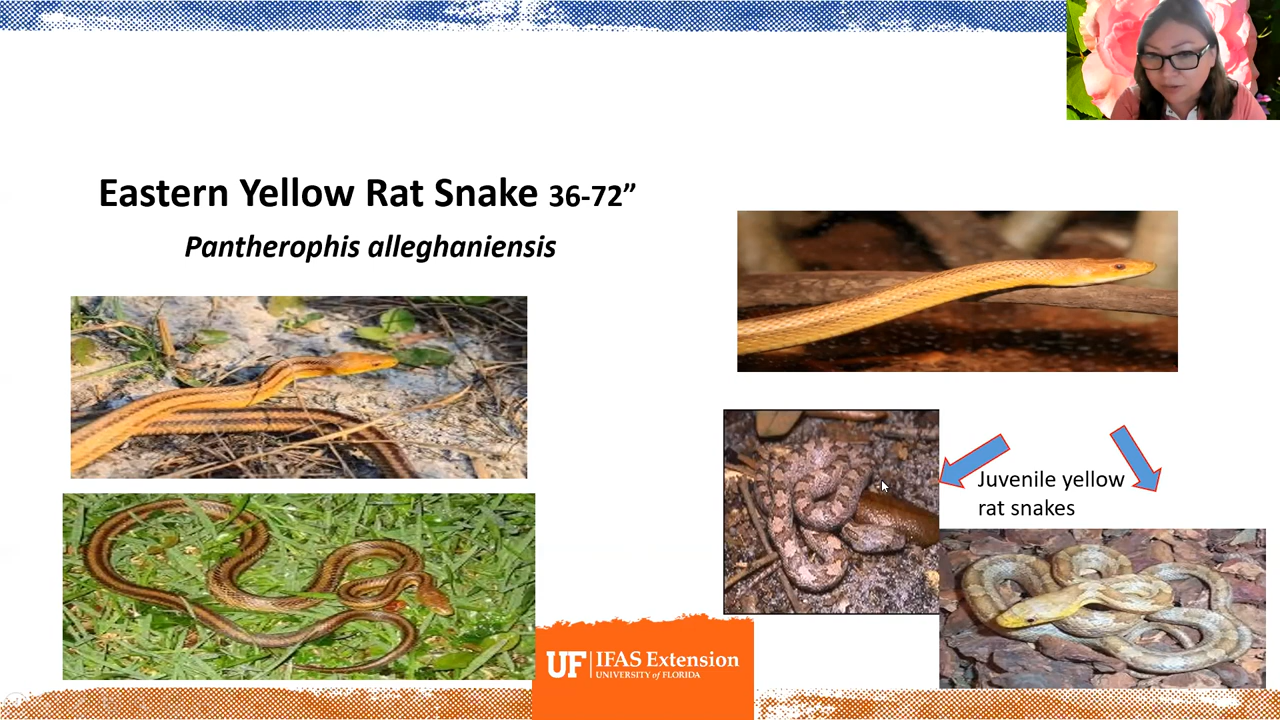 Eastern Yellow Rat Snake 36-72”
Pantherophis alleghaniensis
Juvenile yellow
rat snakes
UF IFAS Extension
UNIVERSITY of FLORIDA